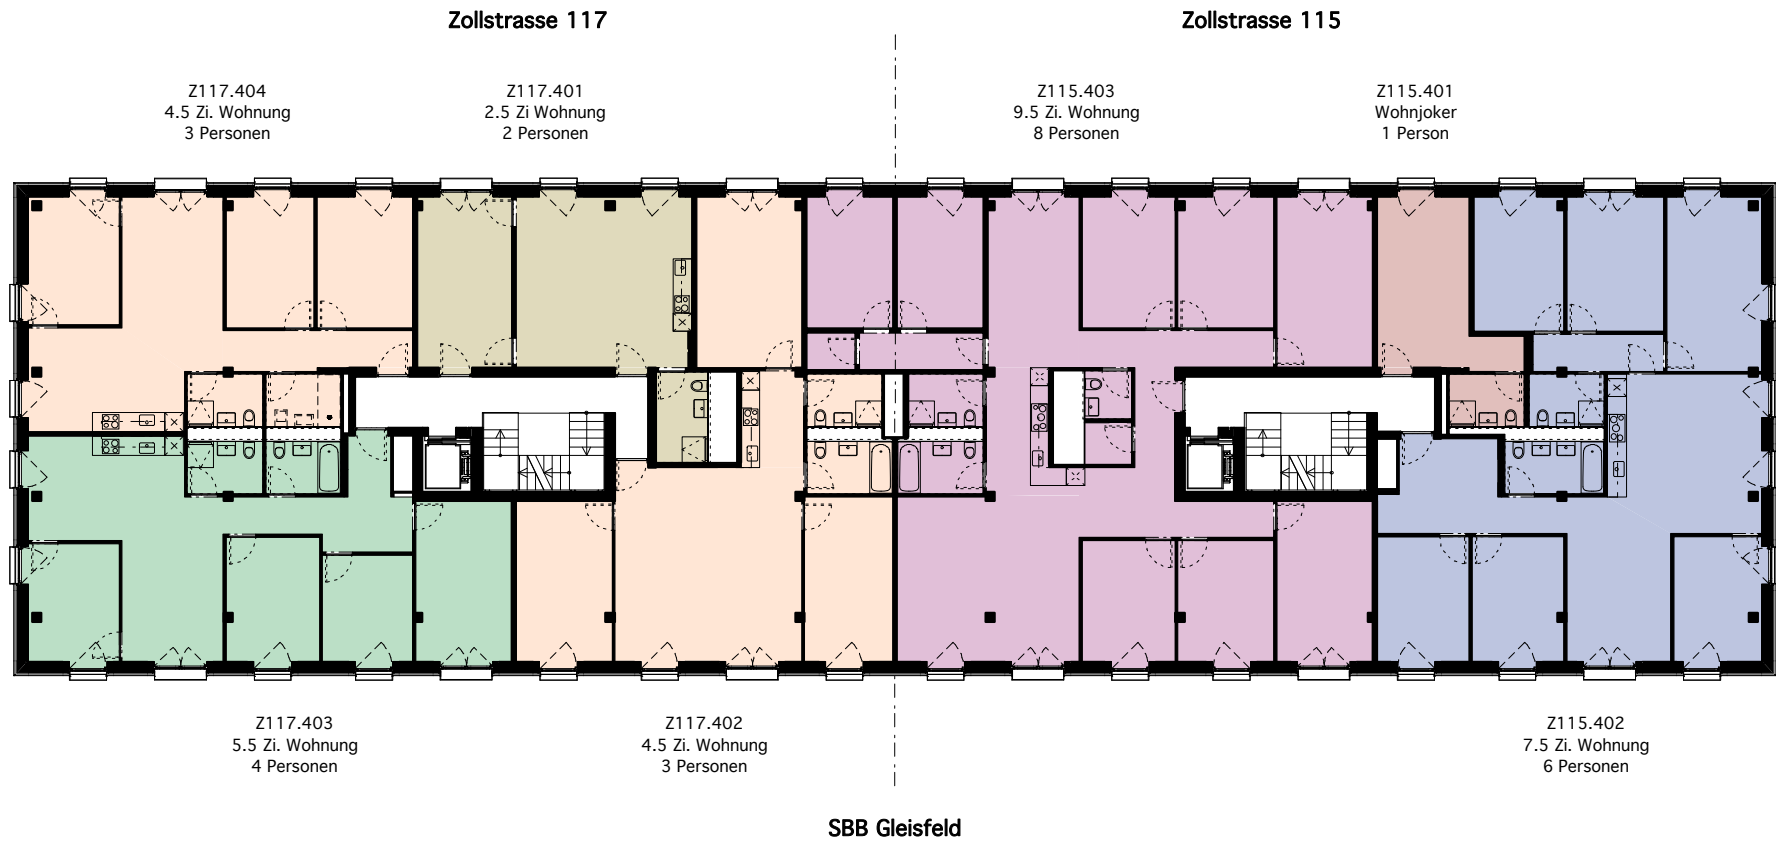 Zollstrasse 117
Zollstrasse 115
Z117.404
4.5 Zi. Wohnung
3 Personen
Z117.401
2.5 Zi Wohnung
2 Personen
Z115.403
9.5 Zi. Wohnung
8 Personen
Z115.401
Wohnjoker
1 Person
Z117.403
5.5 Zi. Wohnung
4 Personen
Z117.402
4.5 Zi. Wohnung
3 Personen
Z115.402
7.5 Zi. Wohnung
6 Personen
SBB Gleisfeld